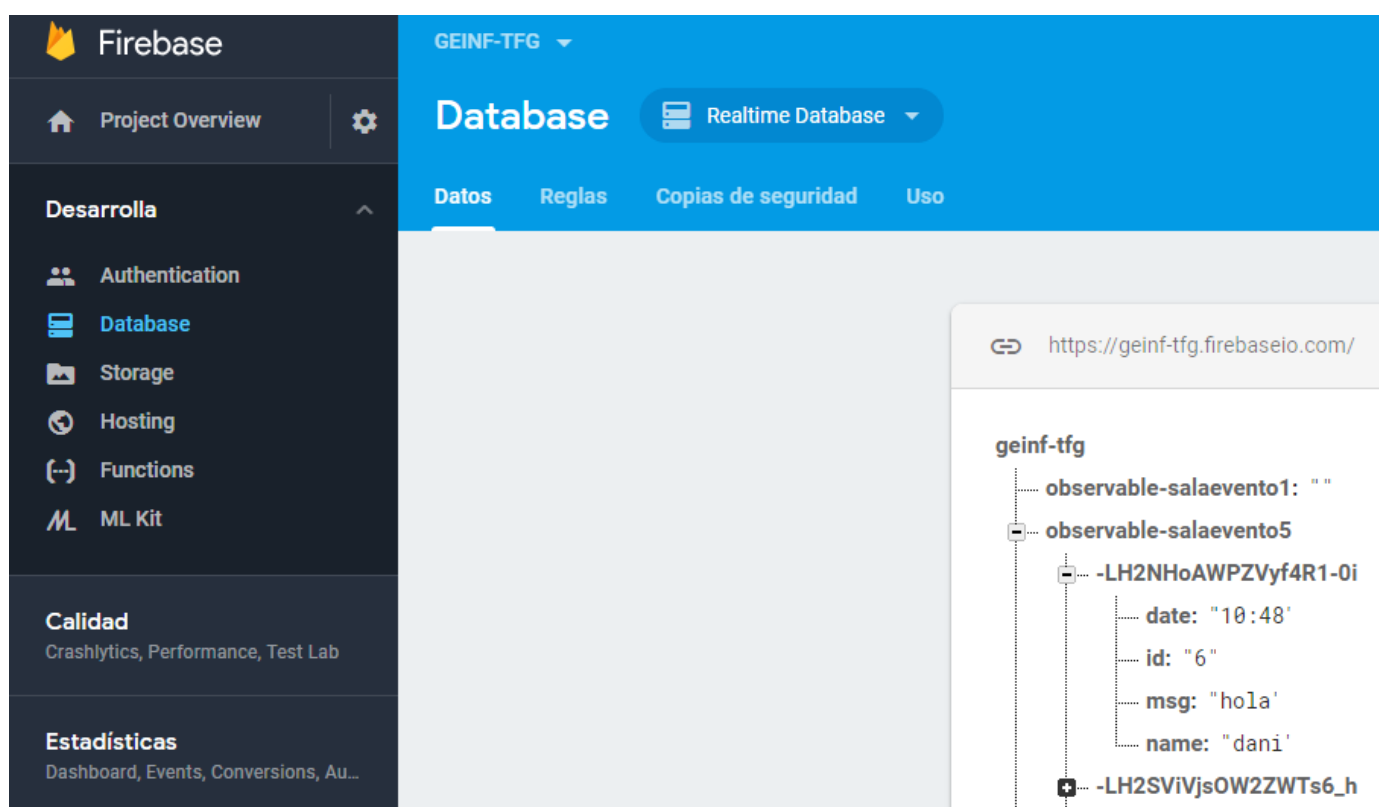 Firebase
Project Overview
Desarrolla
Authentication
Database
Storage
Hosting
Functions
ML Kit
Calidad
Crashlytics, Performance, Test Lab
Estadísticas
Dashboard, Events, Conversions, Au...
GEINF-TFG
Database Realtime Database
Datos Reglas Copias de seguridad Uso
https://geinf-tfg.firebaseio.com/
geinf-tfg
observable-salaevento1: ""
observable-salaevento5
-LH2NHoAWPZVyf4R1-0i
date: "10:48'
id: "6"
msg: "hola'
name: "dani'
-LH2SViVjsOW2ZWTs6_h